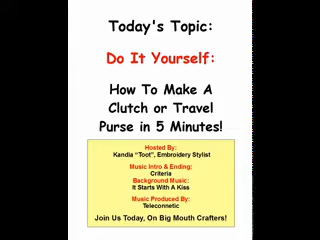 Today's Topic:
Do It Yourself:
How To Make A
Clutch or Travel
Purse in 5 Minutes!
Hosted By:
Kandia "Toot", Embroidery Stylist
Music Intro & Ending:
Criteria
Background Music:
It Starts With A Kiss
Music Produced By:
Teleconnetic
Join Us Today, On Big Mouth Crafters!